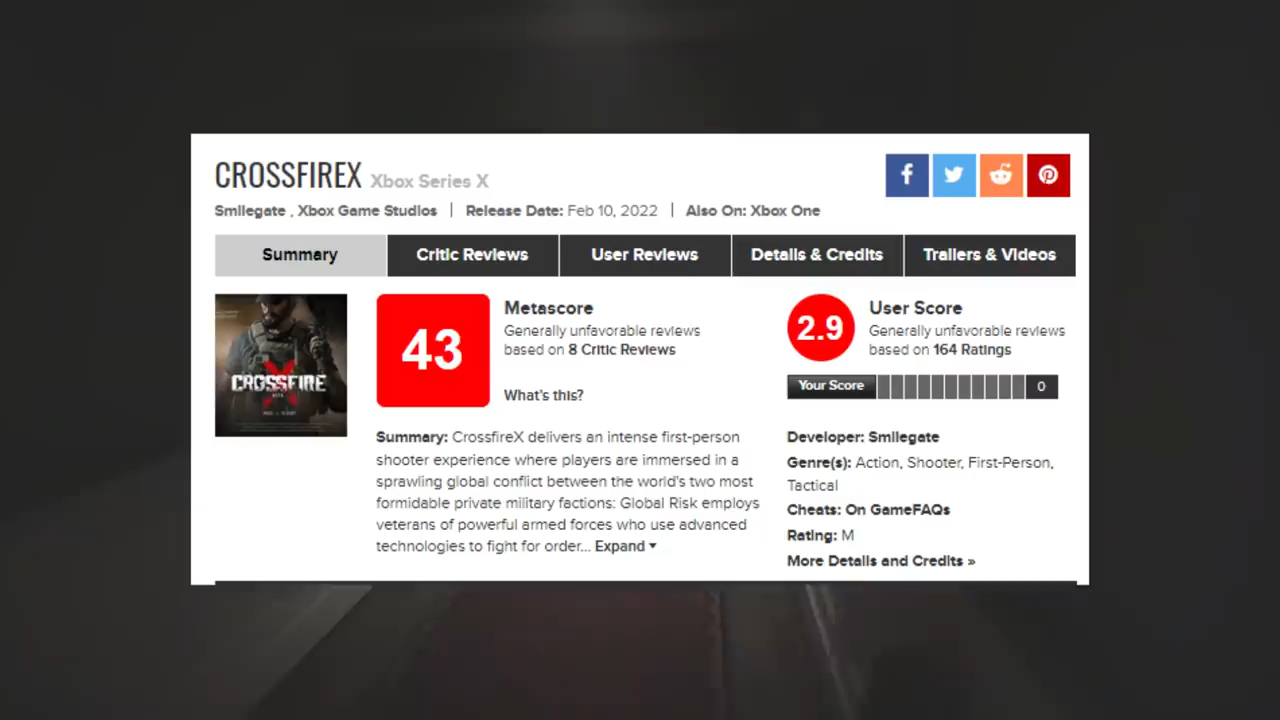 CROSSFIREX Xbox Series X
Smilegate , Xbox Game Studios | Release Date: Feb 10, 2022 | Also On: Xbox One
Summary Critic Reviews User Reviews Details & Credits Trailers & Videos
43
Metascore
Generally unfavorable reviews
based on 8 Critic Reviews
What's this?
2.9
User Score
Generally unfavorable reviews
based on 164 Ratings
Your Score 0
CROSSFIRE
X
Summary: CrossfireX delivers an intense first-person
shooter experience where players are immersed in a
sprawling global conflict between the world's two most
formidable private military factions: Global Risk employs
veterans of powerful armed forces who use advanced
technologies to fight for order... Expand
Developer: Smilegate
Genre(s): Action, Shooter, First-Person,
Tactical
Cheats: On GameFAQs
Rating: M
More Details and Credits »